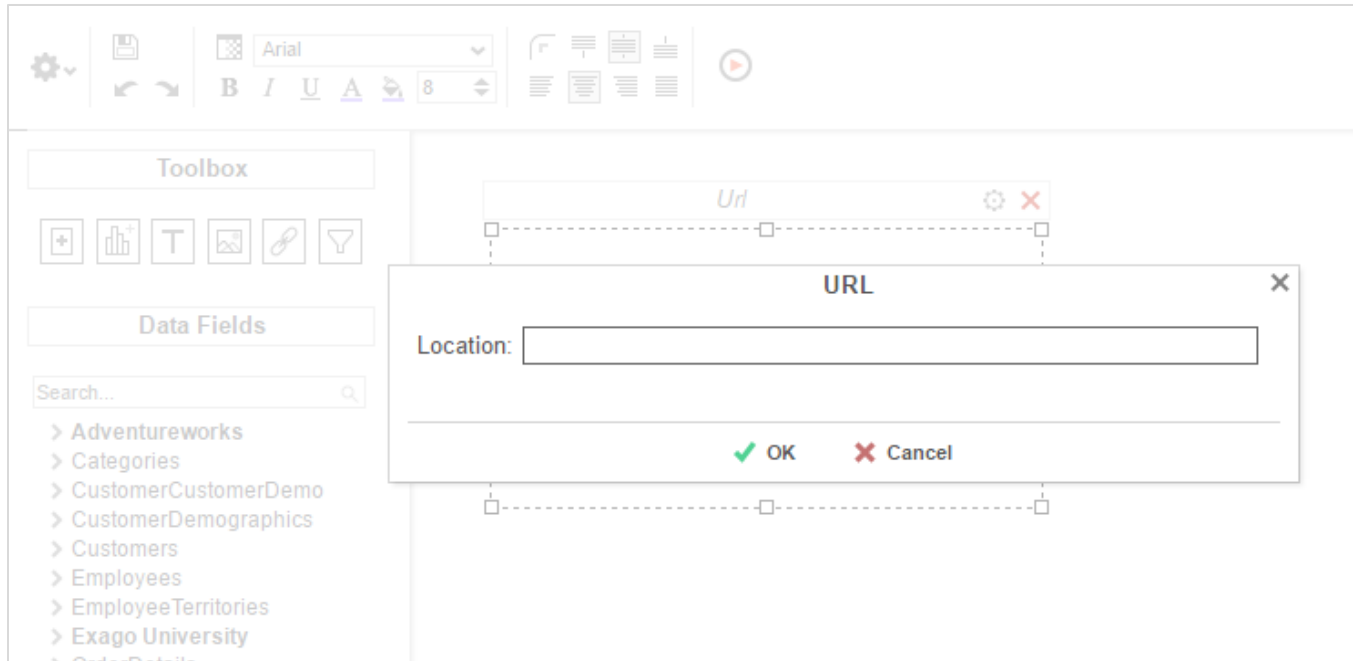 Arial
B I U A 8
Toolbox
T
Data Fields
Search...
Adventureworks
Categories
CustomerCustomerDemo
CustomerDemographics
Customers
Employees
EmployeeTerritories
Exago University
OrderDetails
Url
URL
Location:
OK Cancel